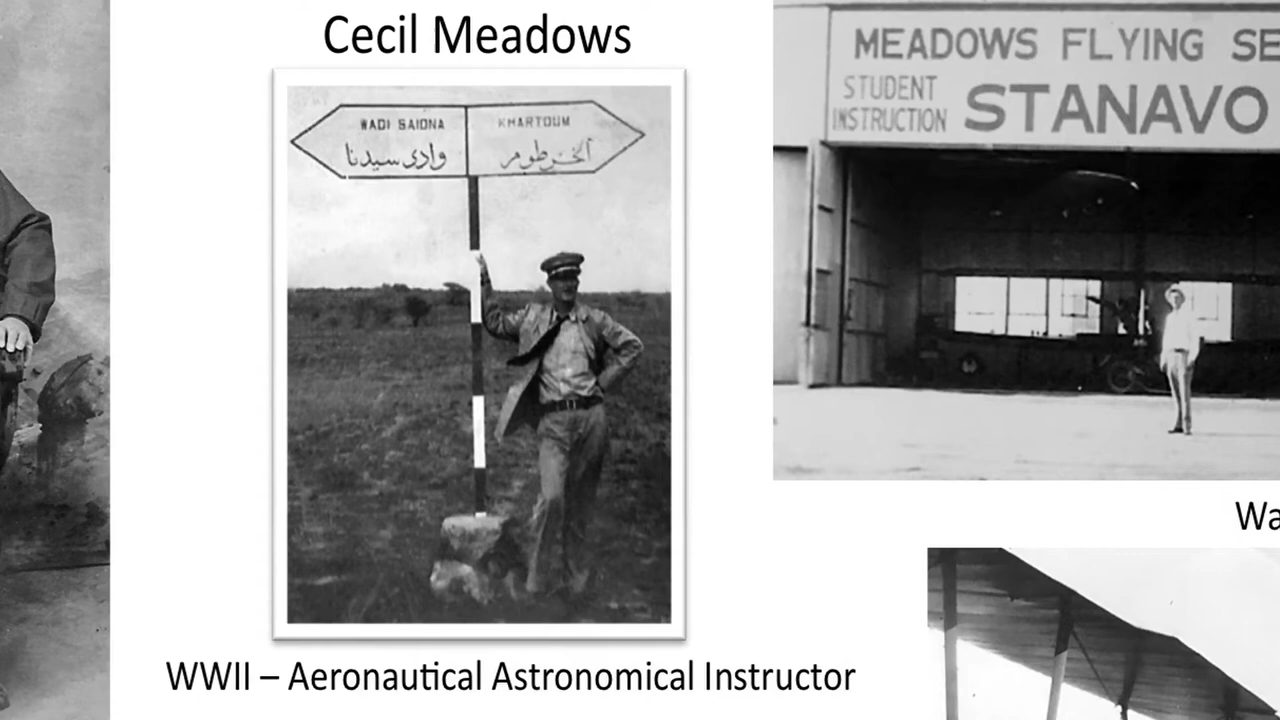 Cecil Meadows
WADI SAIDNA
KHARTOUM
وادى سيدنا
الخرطوم
WWII – Aeronautical Astronomical Instructor
MEADOWS FLYING SE
STUDENT
INSTRUCTION
STANAVO
Wa